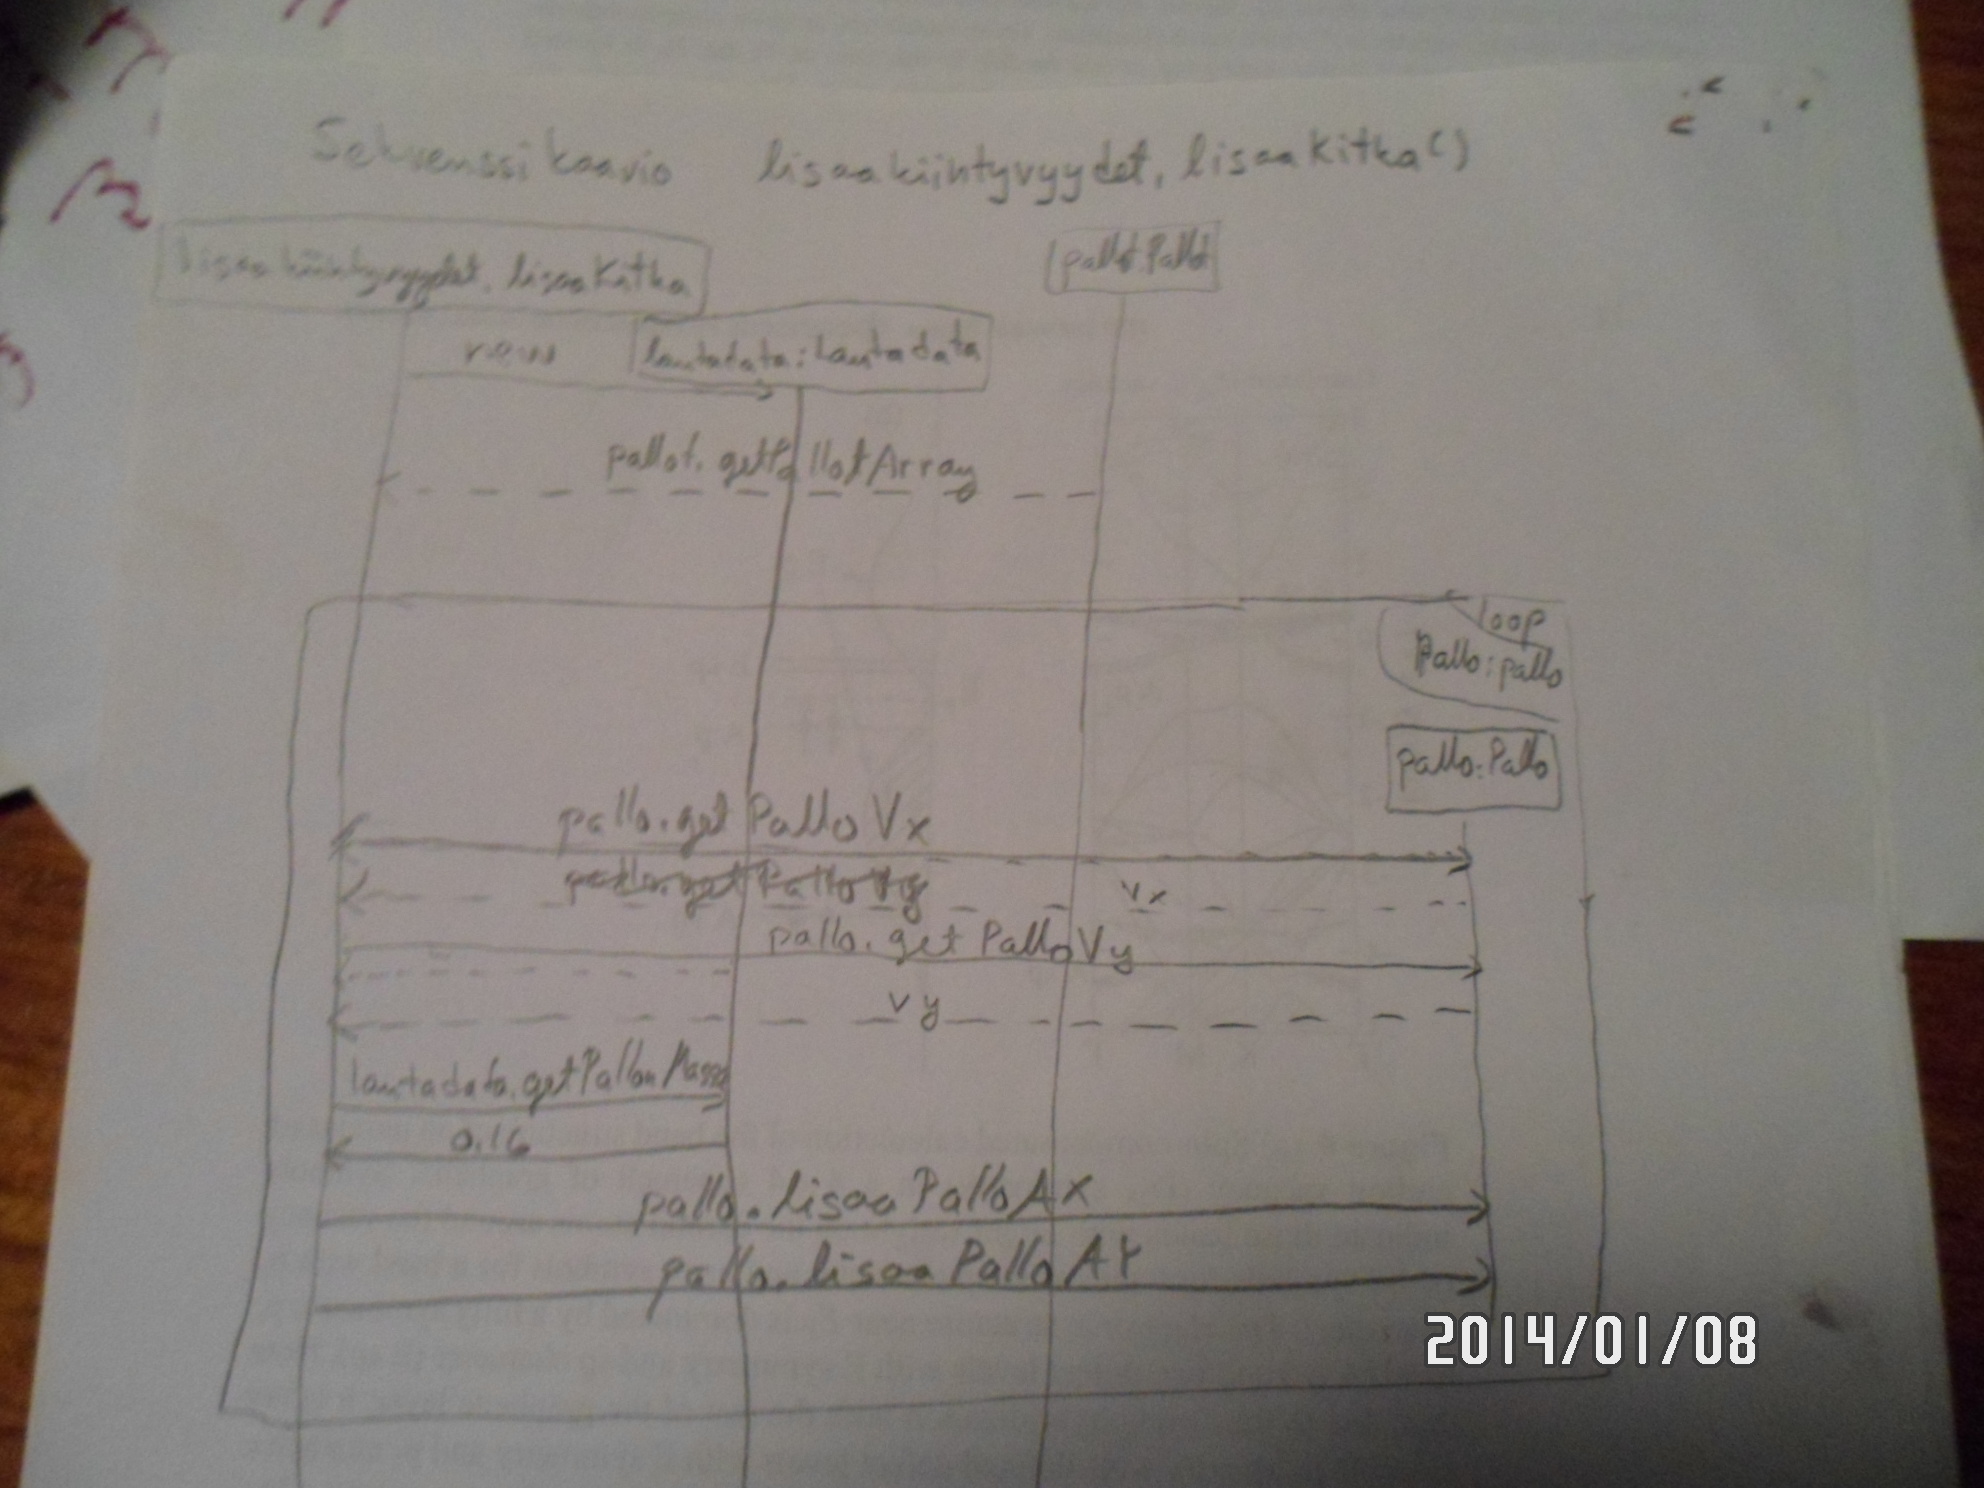 Sekvenssikaavio lisaakiihtyvyydet, lisaaKitka()
lisaakiihtyvyydet. lisaaKitka
pallot:Pallot
new
lautadata:Lautadata
pallot.getPallotArray
loop
Pallo:pallo
pallo:Pallo
pallo.getPalloVx
pallo.getPalloVy
vx
pallo.getPalloVy
vy
lautadata.getPallonMassa
0.16
pallo.lisaaPalloAX
pallo.lisaaPalloAY
2014/01/08